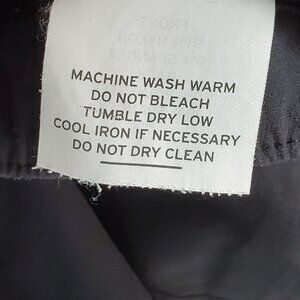 MACHINE WASH WARM
DO NOT BLEACH
TUMBLE DRY LOW
COOL IRON IF NECESSARY
DO NOT DRY CLEAN